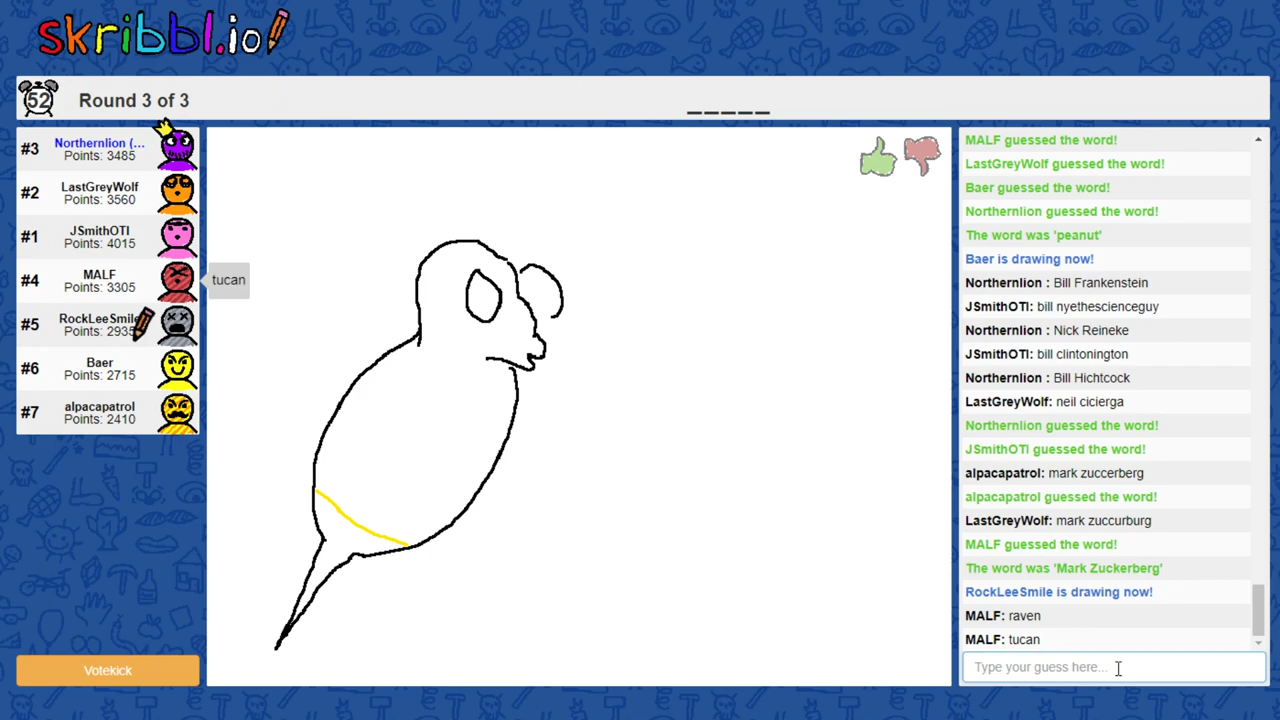 skribbl.io
52
Round 3 of 3
_ _ _ _ _
#3
Northernlion (...
Points: 3485
#2
LastGreyWolf
Points: 3560
#1
JSmithOTI
Points: 4015
#4
MALF
Points: 3305
tucan
#5
RockLeeSmile
Points: 2935
#6
Baer
Points: 2715
#7
alpacapatrol
Points: 2410
Votekick
MALF guessed the word!
LastGreyWolf guessed the word!
Baer guessed the word!
Northernlion guessed the word!
The word was 'peanut'
Baer is drawing now!
Northernlion : Bill Frankenstein
JSmithOTI: bill nyethescienceguy
Northernlion : Nick Reineke
JSmithOTI: bill clintonington
Northernlion : Bill Hichtcock
LastGreyWolf: neil cicierga
Northernlion guessed the word!
JSmithOTI guessed the word!
alpacapatrol: mark zuccerberg
alpacapatrol guessed the word!
LastGreyWolf: mark zuccurburg
MALF guessed the word!
The word was 'Mark Zuckerberg'
RockLeeSmile is drawing now!
MALF: raven
MALF: tucan
Type your guess here...